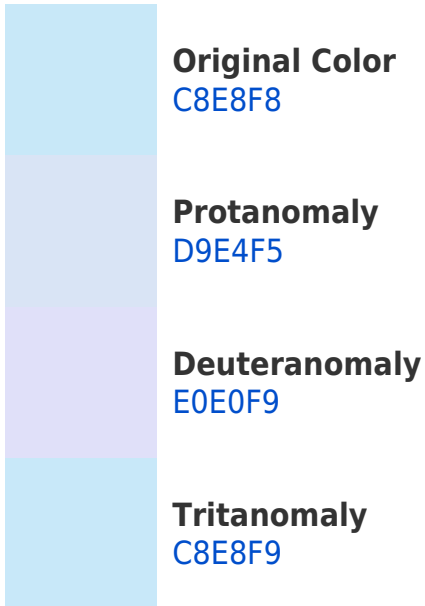 Original Color
C8E8F8
Protanomaly
D9E4F5
Deuteranomaly
E0E0F9
Tritanomaly
C8E8F9